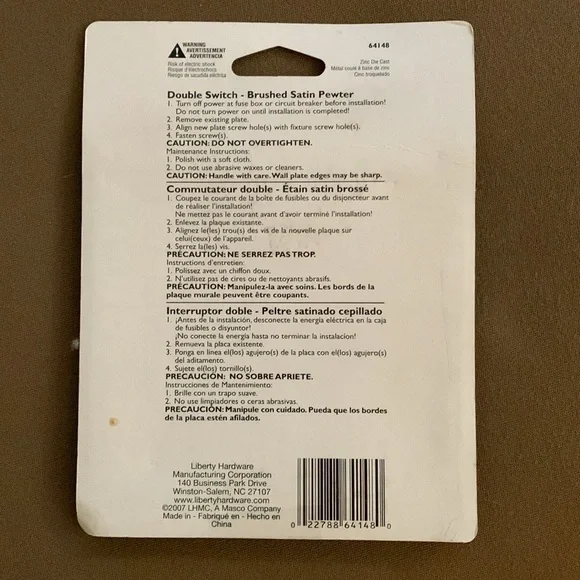 WARNING
AVERTISSEMENT
ADVERTENCIA
Risk of electric shock
Risque d'electrochock
Riesgo de sacudida eléctrita
64148
Zinc Die Cast
Métal coulé à base de zinc
Cinc troquelado
Double Switch - Brushed Satin Pewter
1. Turn off power at fuse box or circuit breaker before installation!
Do not turn power on until installation is completed!
2. Remove existing plate.
3. Align new plate screw hole(s) with fixture screw hole(s).
4. Fasten screw(s).
CAUTION: DO NOT OVERTIGHTEN.
Maintenance Instructions:
1. Polish with a soft cloth.
2. Do not use abrasive waxes or cleaners.
CAUTION: Handle with care. Wall plate edges may be sharp.
Commutateur double - Étain satin brossé
1. Coupez le courant de la boîte de fusibles ou du disjoncteur avant
de réaliser l'installation!
Ne mettez pas le courant avant d'avoir terminé l'installation!
2. Enlevez la plaque existante.
3. Alignez le(les) trou(s) des vis de la nouvelle plaque sur
celui(ceux) de l'appareil.
4. Serrez la(les) vis.
PRÉCAUTION: NE SERREZ PAS TROP.
Instructions d'entretien:
1. Polissez avec un chiffon doux.
2. N'utilisez pas de cires ou de nettoyants abrasifs.
PRÉCAUTION: Manipulez-la avec soins. Les bords de la
plaque murale peuvent être coupants.
Interruptor doble - Peltre satinado cepillado
1. ¡Antes de la instalación, desconecte la energía eléctrica en la caja
de fusibles o disyuntor!
¡No conecte la energía hasta no terminar la instalacion!
2. Remueva la placa existente.
3. Ponga en línea el(los) agujero(s) de la placa con el(los) agujero(s)
del aditamento.
4. Sujete el(los) tornillo(s).
PRECAUCIÓN: NO SOBRE APRIETE.
Instrucciones de Mantenimiento:
1. Brille con un trapo suave.
2. No use limpiadores o ceras abrasivas.
PRECAUCIÓN: Manipule con cuidado. Pueda que los bordes
de la placa estén afilados.
Liberty Hardware
Manufacturing Corporation
140 Business Park Drive
Winston-Salem, NC 27107
www.libertyhardware.com
©2007 LHMC, A Masco Company
Made in - Fabriqué en - Hecho en
China
0 22788 64148 0